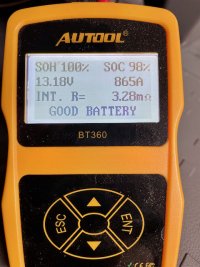 AUTOOL®
SOH 100% SOC 98%
13.18V 865A
INT. R= 3.28mΩ
GOOD BATTERY
BT360
ESC
ENT